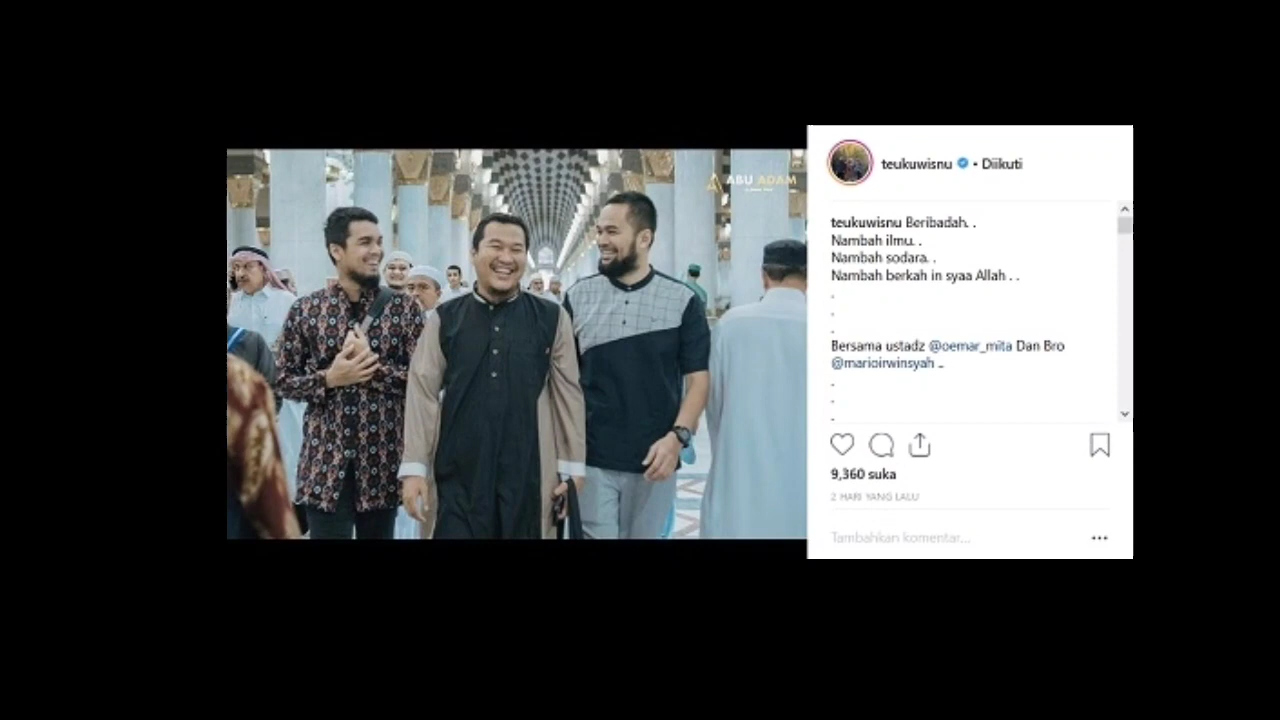 ABU ADAM
teukuwisnu • Diikuti
teukuwisnu Beribadah. .
Nambah ilmu. .
Nambah sodara. .
Nambah berkah in syaa Allah . .
.
.
.
Bersama ustadz @oemar_mita Dan Bro
@marioirwinsyah ..
.
.
.
9,360 suka
2 HARI YANG LALU
Tambahkan komentar...